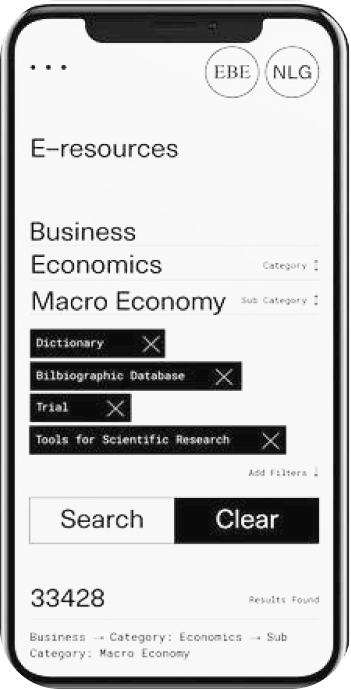 EBE NLG
E-resources
Business
Economics Category
Macro Economy Sub Category
Dictionary
Bilbiographic Database
Trial
Tools for Scientific Research
Add Filters ↓
Search Clear
33428 Results Found
Business → Category: Economics → Sub
Category: Macro Economy